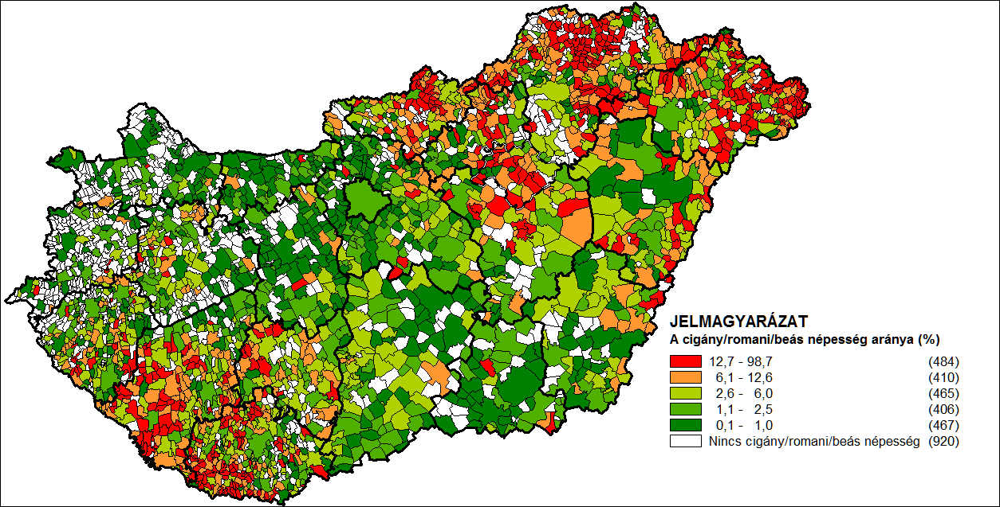 JELMAGYARÁZAT
A cigány/romani/beás népesség aránya (%)
12,7 - 98,7 (484)
6,1 - 12,6 (410)
2,6 - 6,0 (465)
1,1 - 2,5 (406)
0,1 - 1,0 (467)
Nincs cigány/romani/beás népesség (920)